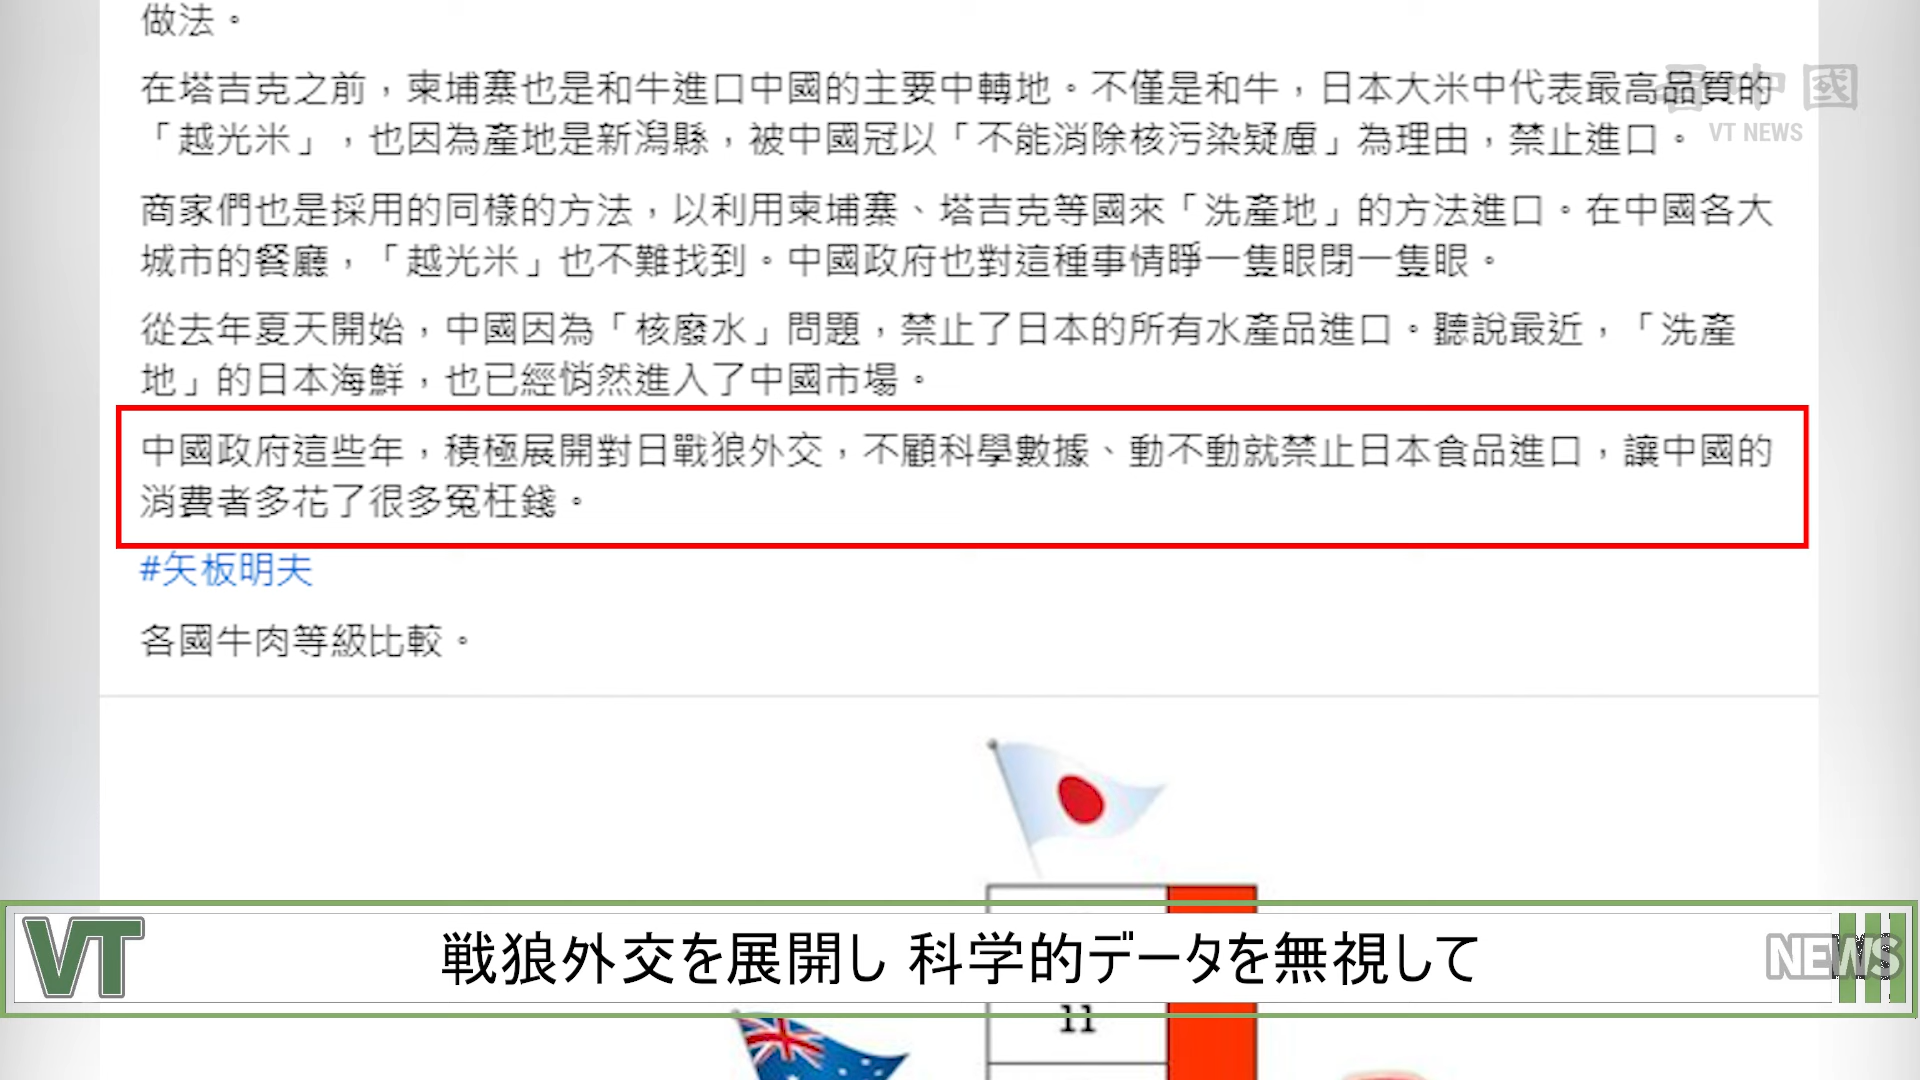 做法。
在塔吉克之前，柬埔寨也是和牛進口中國的主要中轉地。不僅是和牛，日本大米中代表最高品質的
「越光米」，也因為產地是新潟縣，被中國冠以「不能消除核污染疑慮」為理由，禁止進口。
看中國
VT NEWS
商家們也是採用的同樣的方法，以利用柬埔寨、塔吉克等國來「洗產地」的方法進口。在中國各大
城市的餐廳，「越光米」也不難找到。中國政府也對這種事情睜一隻眼閉一隻眼。
從去年夏天開始，中國因為「核廢水」問題，禁止了日本的所有水產品進口。聽說最近，「洗產
地」的日本海鮮，也已經悄然進入了中國市場。
中國政府這些年，積極展開對日戰狼外交，不顧科學數據、動不動就禁止日本食品進口，讓中國的
消費者多花了很多冤枉錢。
#矢板明夫
各國牛肉等級比較。
VT
戦狼外交を展開し 科学的データを無視して
NEWS
11